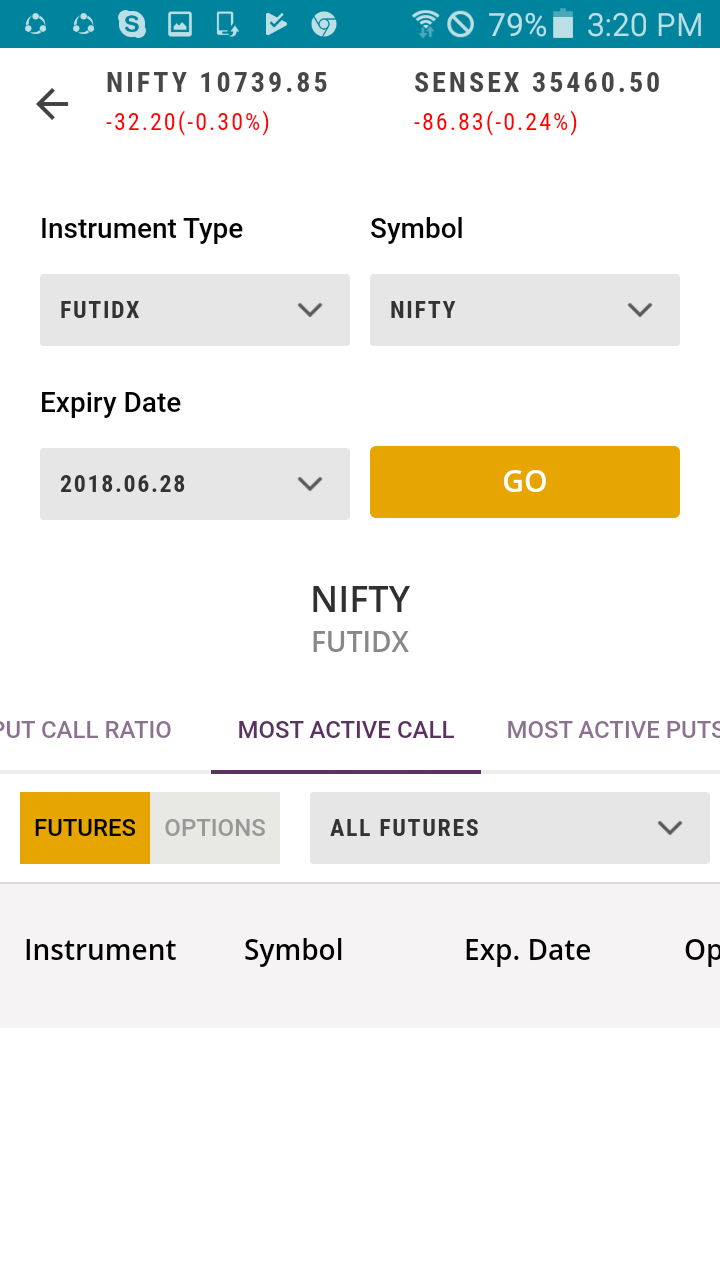 79% 3:20 PM
NIFTY 10739.85 SENSEX 35460.50
-32.20(-0.30%) -86.83(-0.24%)
Instrument Type Symbol
FUTIDX NIFTY
Expiry Date
2018.06.28 GO
NIFTY
FUTIDX
PUT CALL RATIO MOST ACTIVE CALL MOST ACTIVE PUTS
FUTURES OPTIONS ALL FUTURES
Instrument Symbol Exp. Date Op